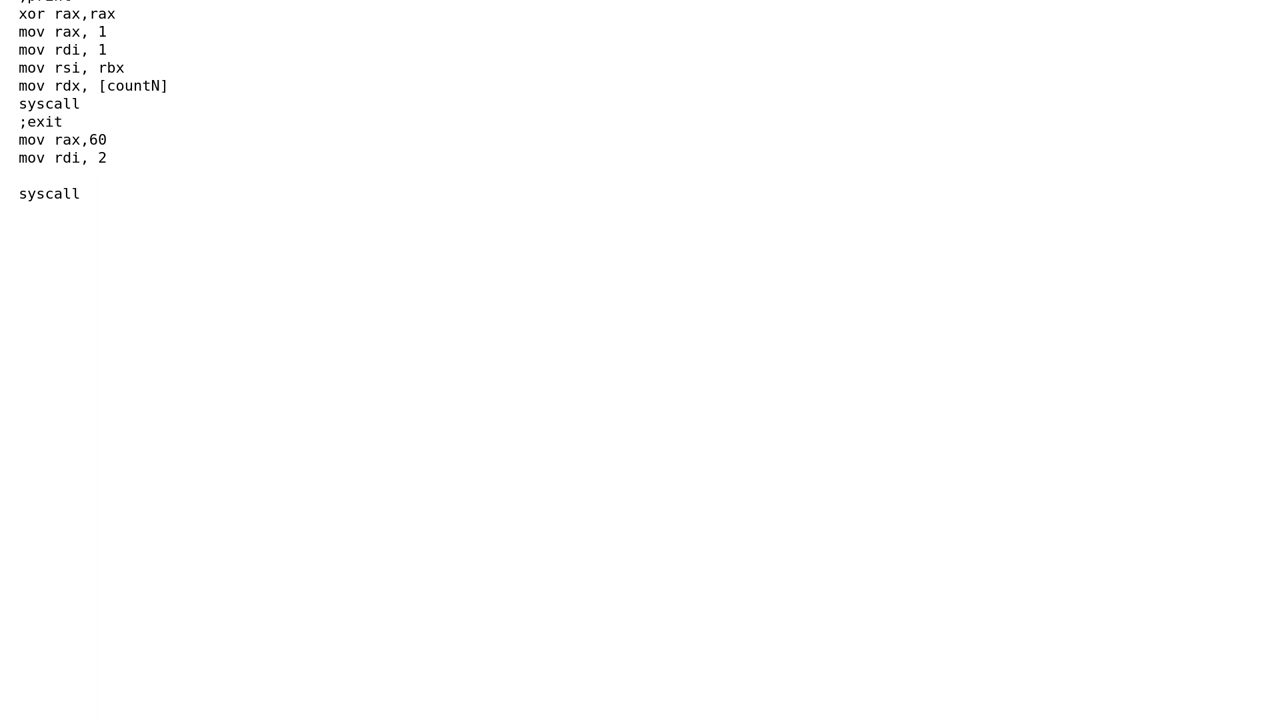 ;print
xor rax,rax
mov rax, 1
mov rdi, 1
mov rsi, rbx
mov rdx, [countN]
syscall
;exit
mov rax,60
mov rdi, 2
syscall